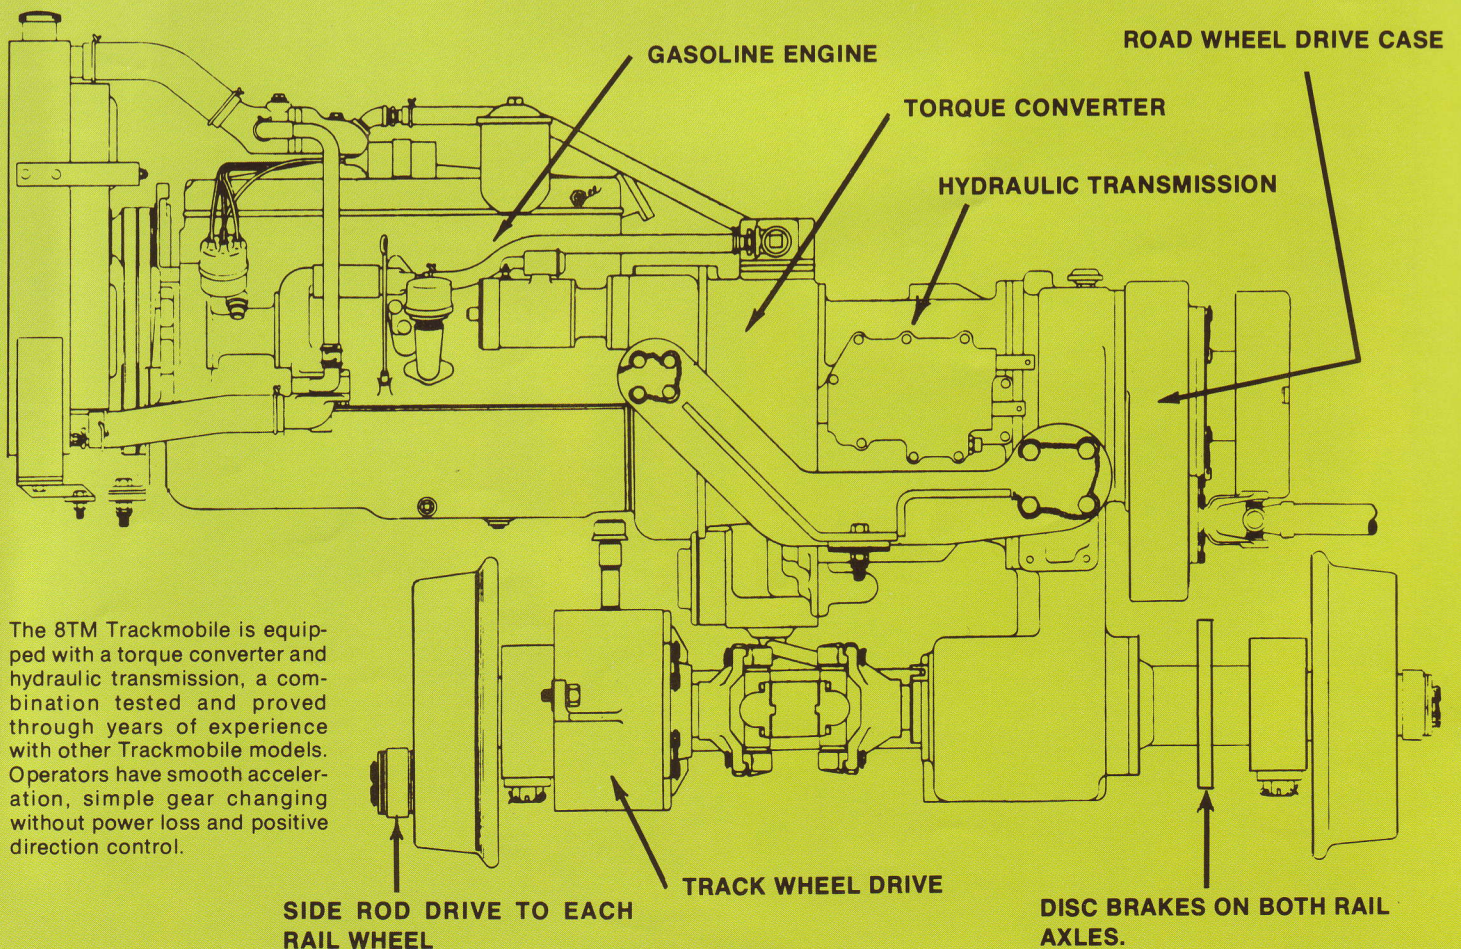 GASOLINE ENGINE
ROAD WHEEL DRIVE CASE
TORQUE CONVERTER
HYDRAULIC TRANSMISSION
The 8TM Trackmobile is equip-
ped with a torque converter and
hydraulic transmission, a com-
bination tested and proved
through years of experience
with other Trackmobile models.
Operators have smooth acceler-
ation, simple gear changing
without power loss and positive
direction control.
SIDE ROD DRIVE TO EACH
RAIL WHEEL
TRACK WHEEL DRIVE
DISC BRAKES ON BOTH RAIL
AXLES.